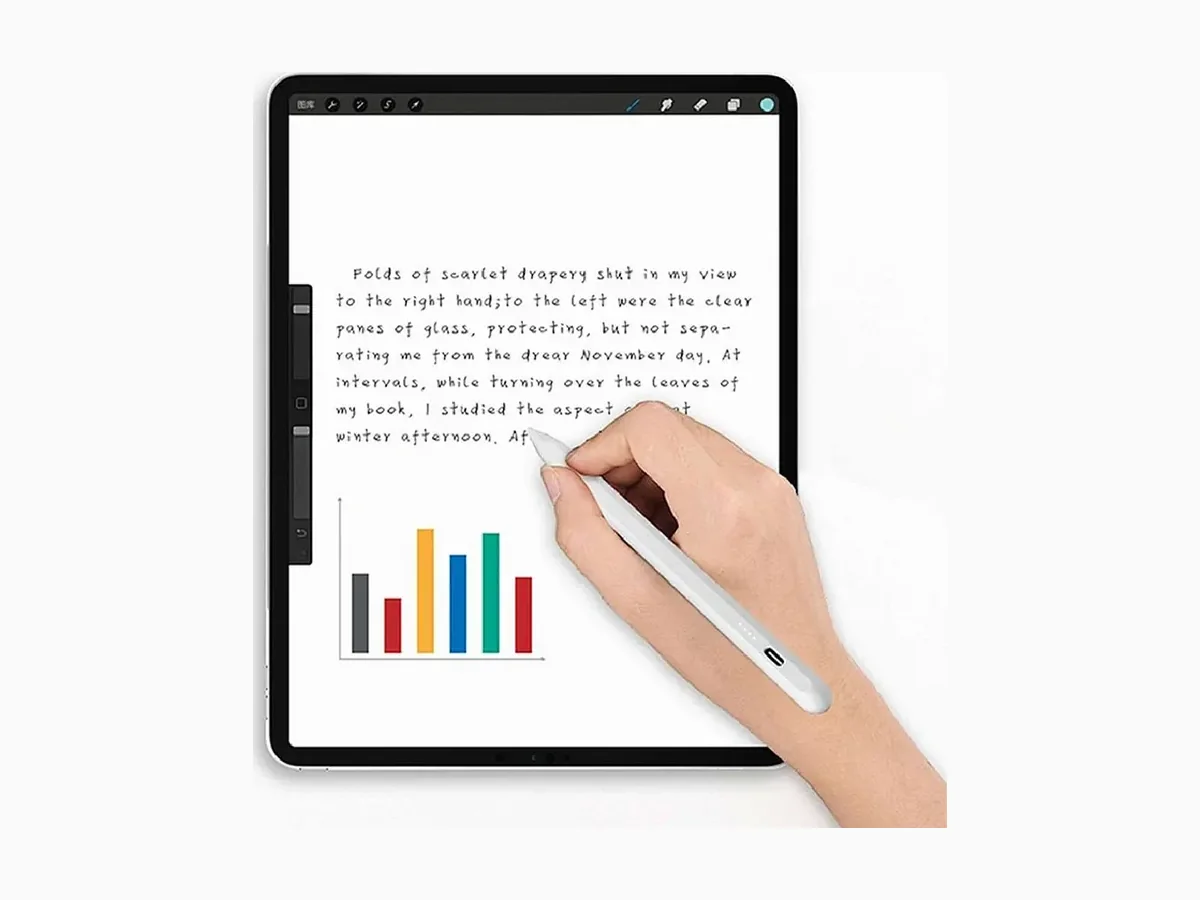 图库
Folds of scarlet drapery shut in my view
to the right hand;to the left were the clear
panes of glass, protecting, but not sepa-
rating me from the drear November day. At
intervals, while turning over the leaves of
my book, I studied the aspect
winter afternoon. Af